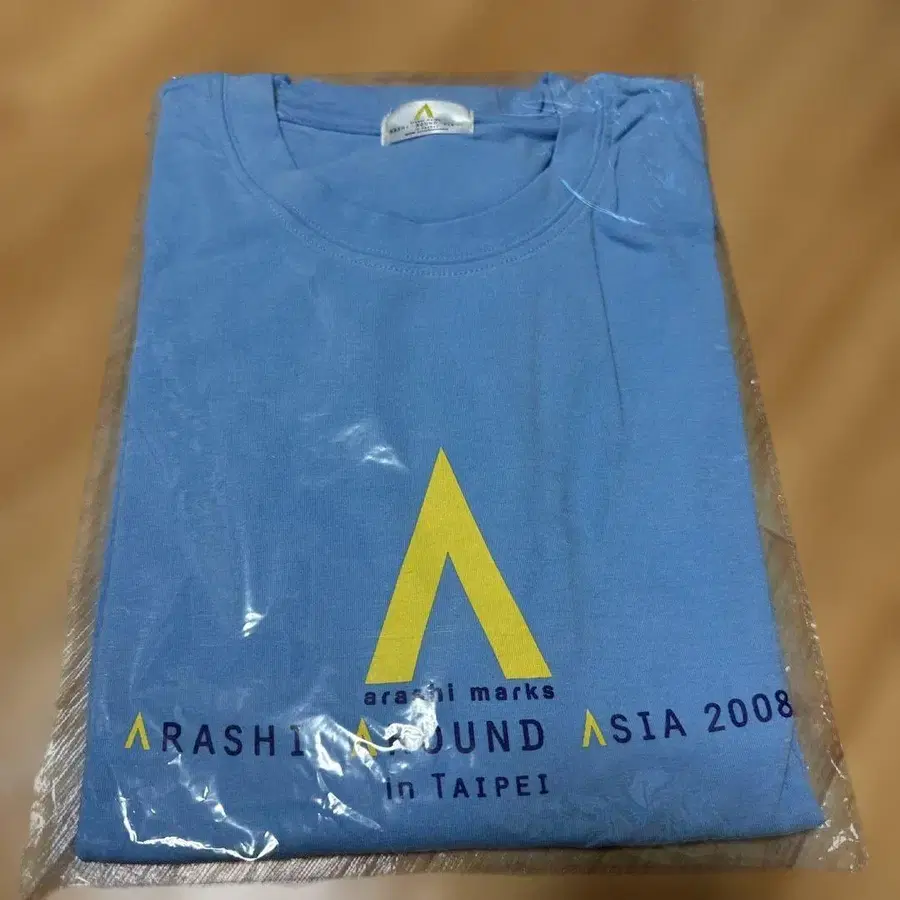 arashi marks
ARASHI AROUND ASIA 2008
in TAIPEI